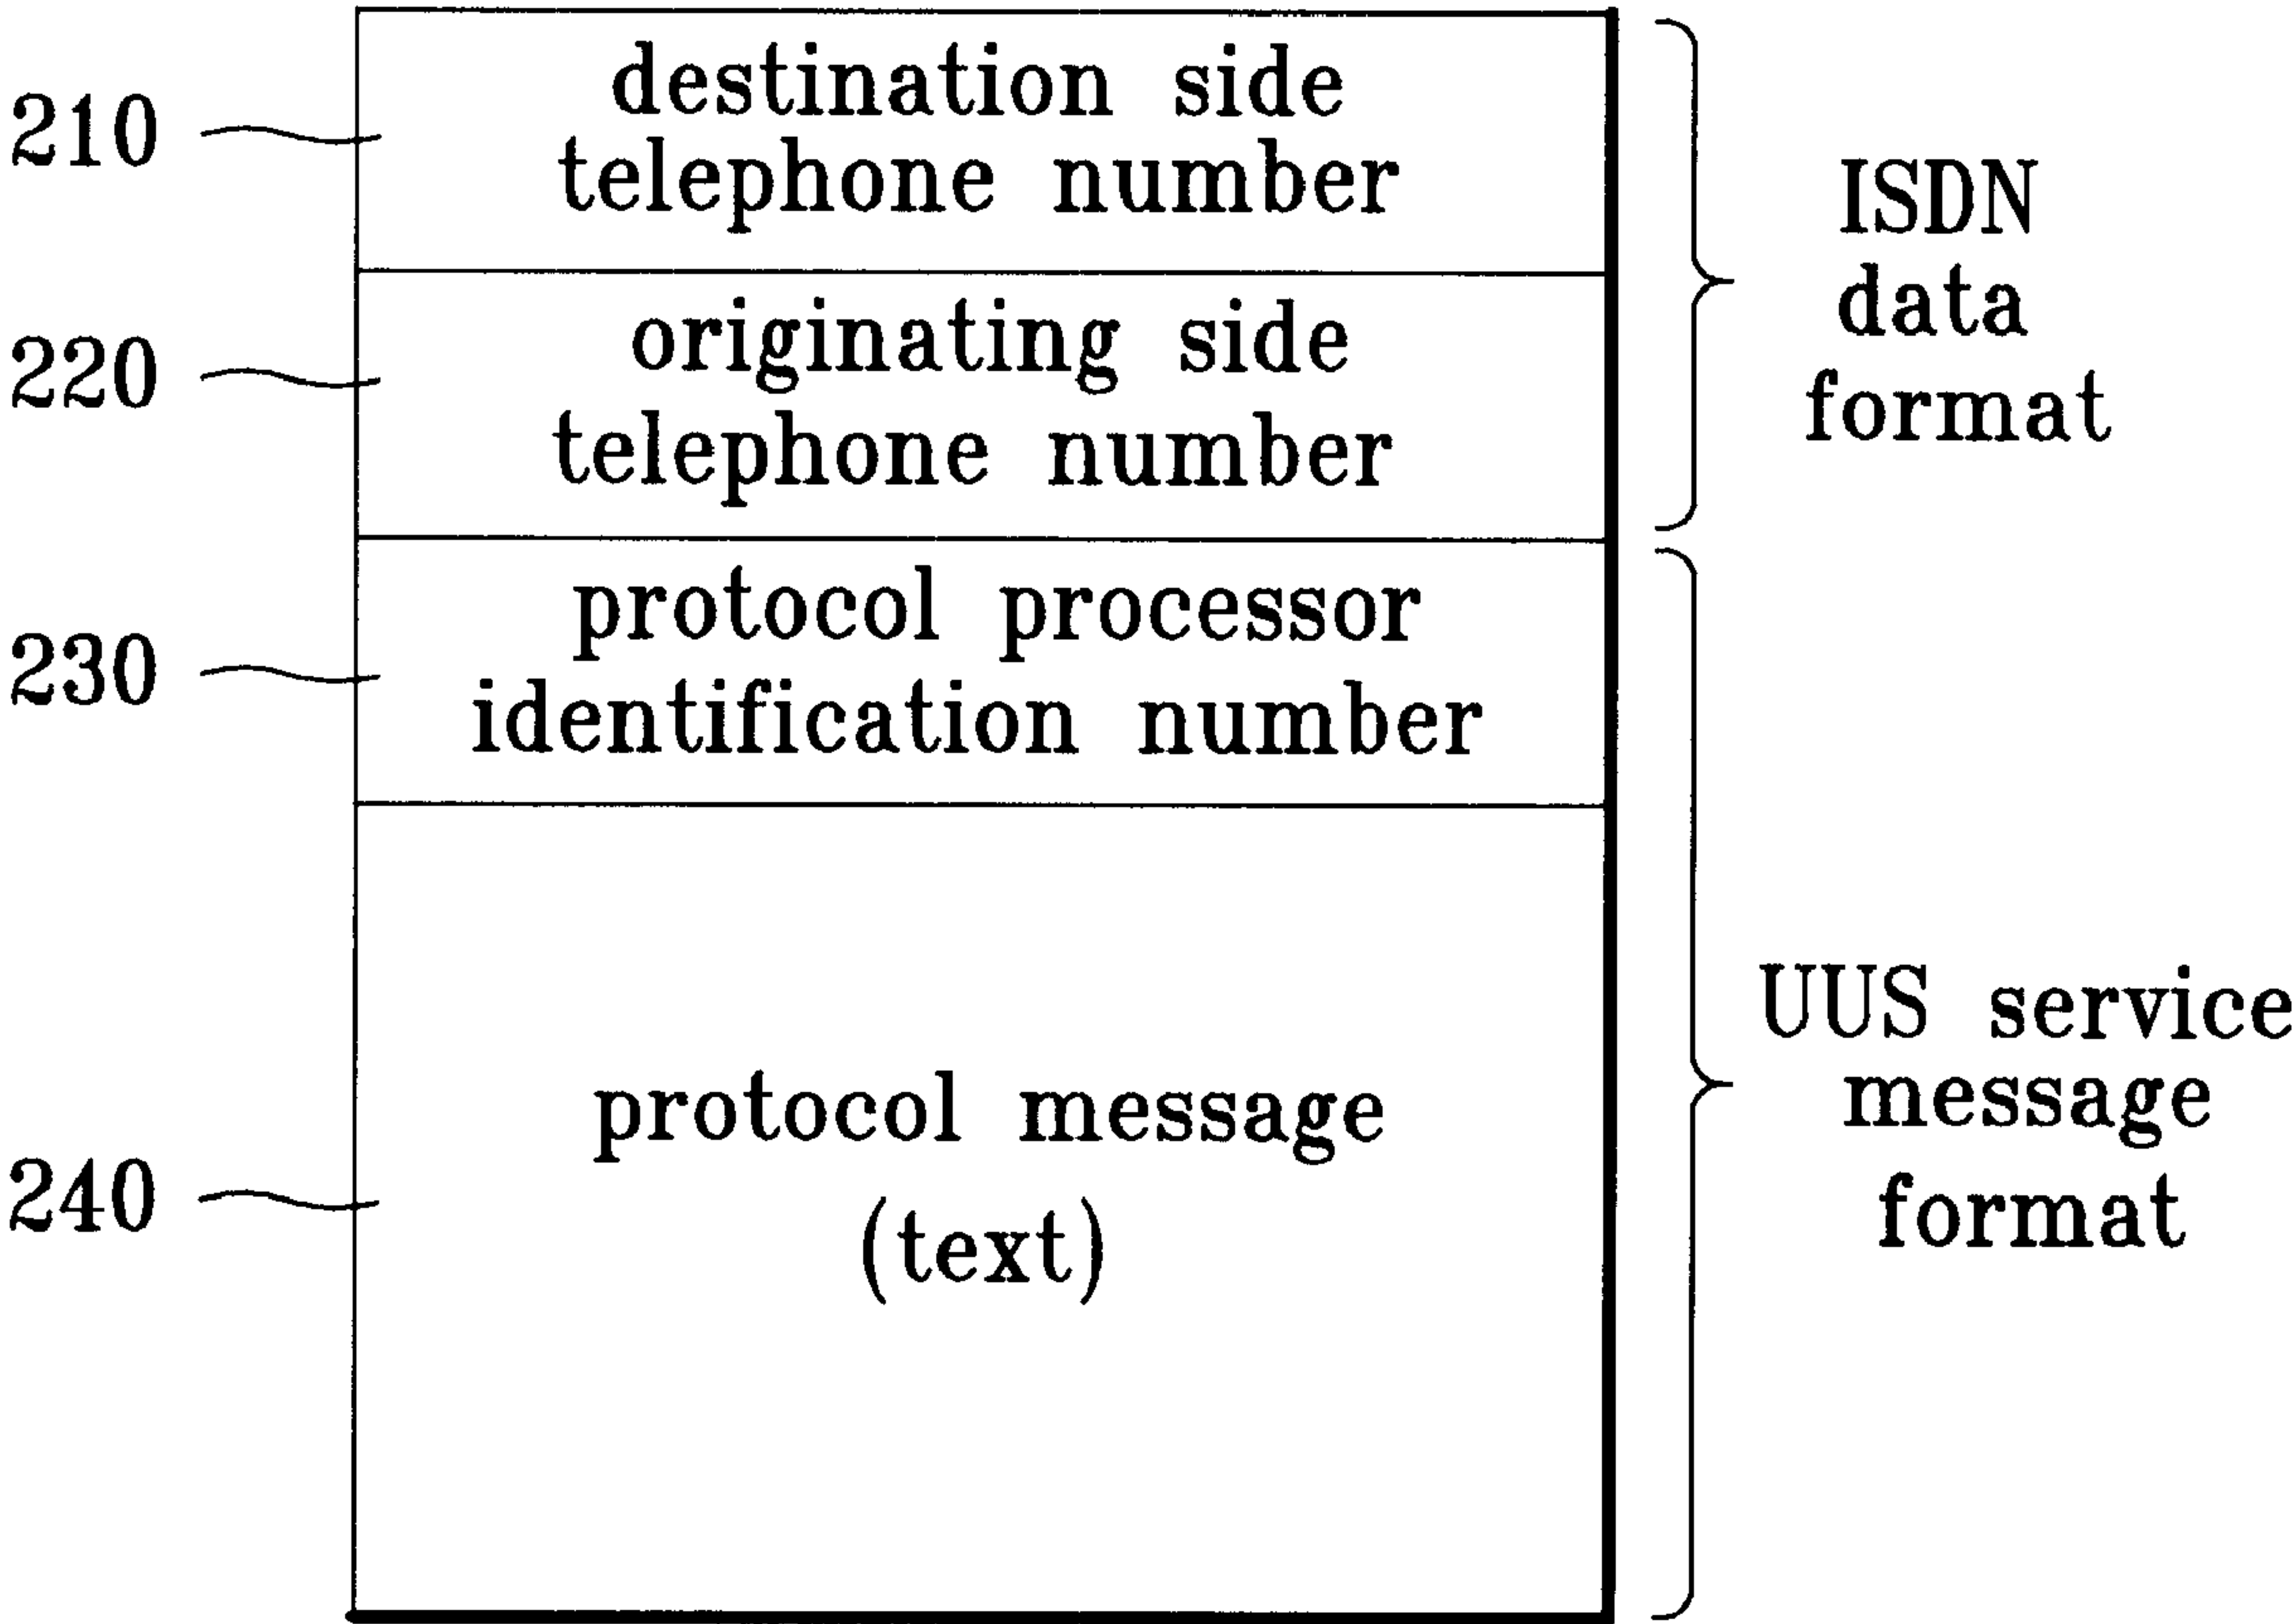 210
destination side
telephone number
220
originating side
telephone number
ISDN
data
format
230
protocol processor
identification number
240
protocol message
(text)
UUS service
message
format